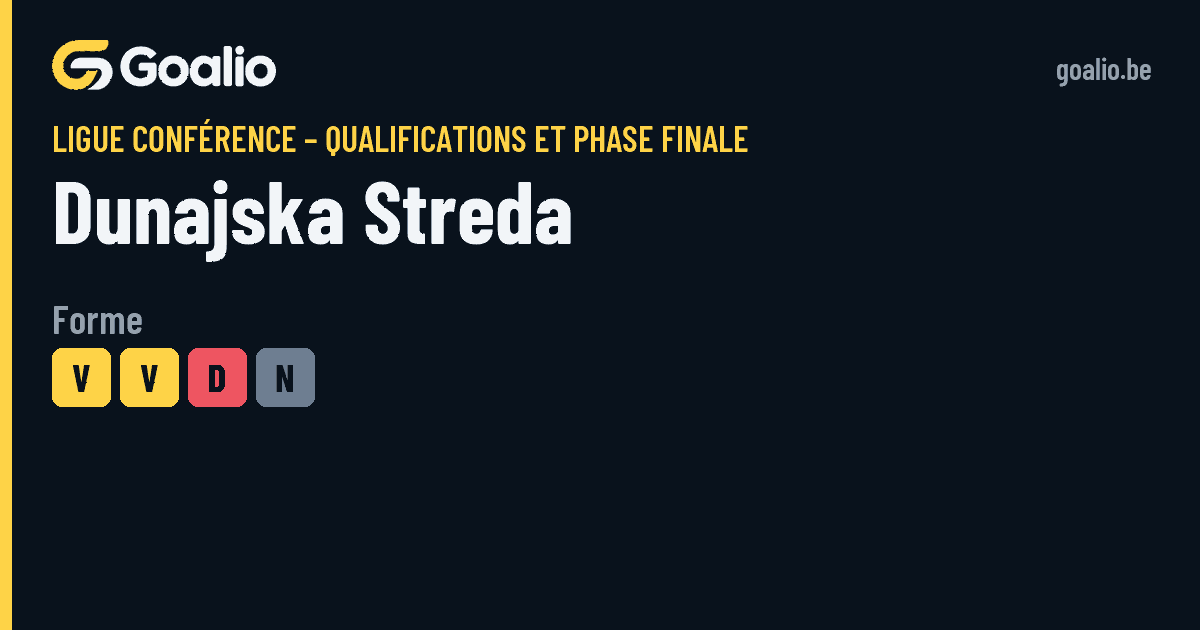 Goalio
goalio.be
LIGUE CONFÉRENCE – QUALIFICATIONS ET PHASE FINALE
Dunajska Streda
Forme
V V D N